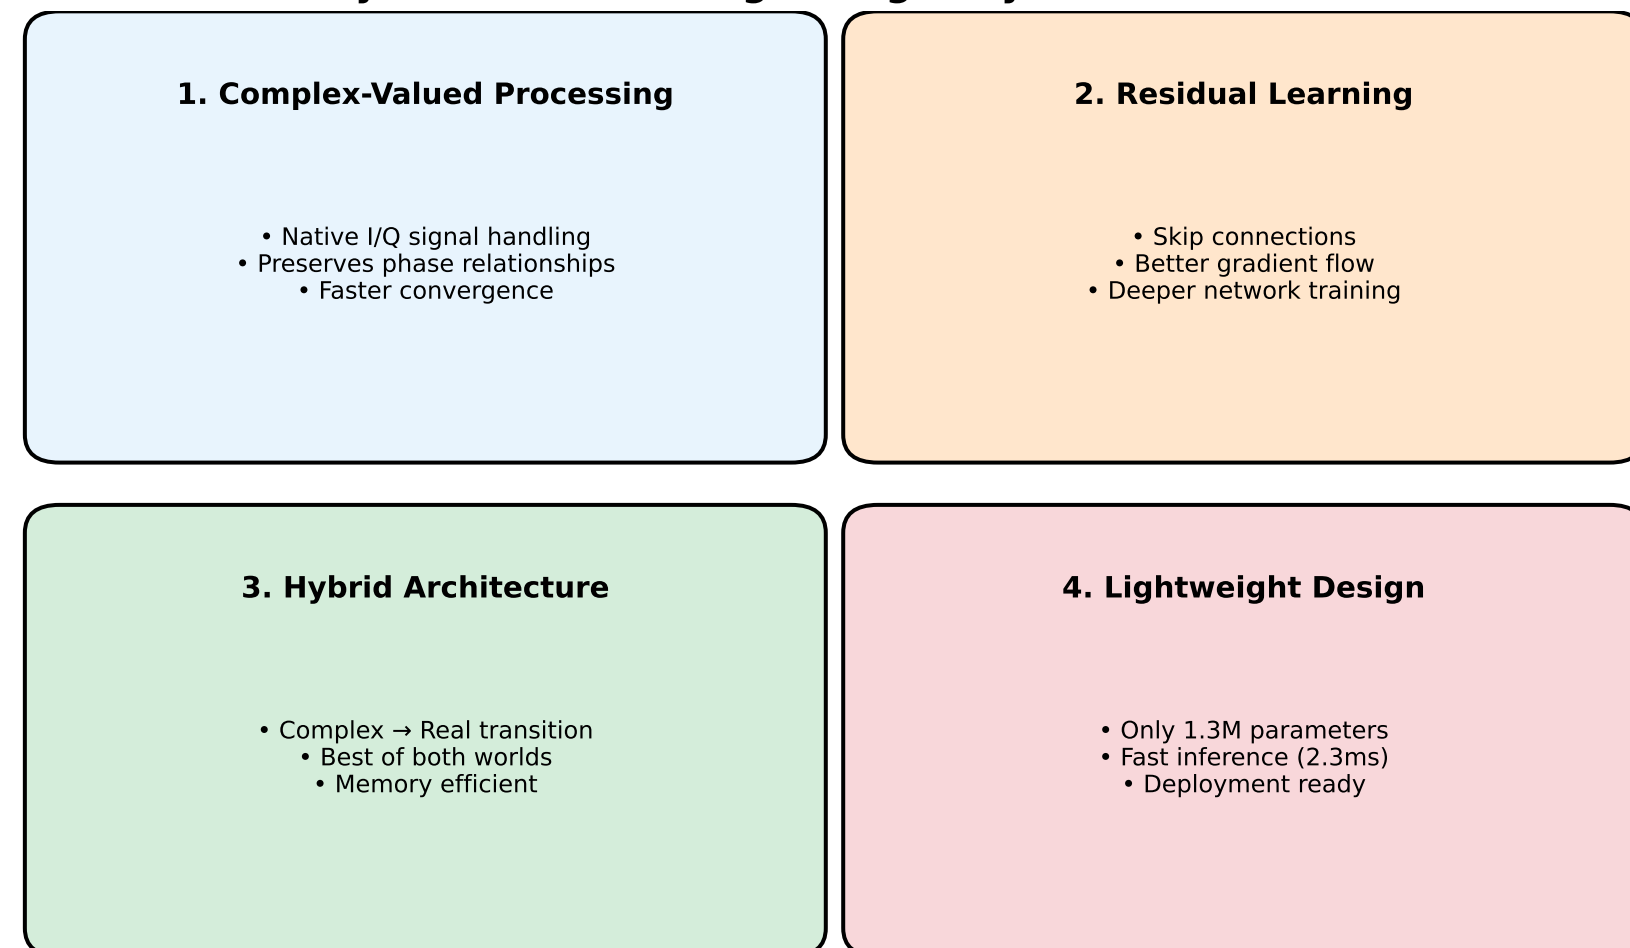 1. Complex-Valued Processing
• Native I/Q signal handling
• Preserves phase relationships
• Faster convergence
2. Residual Learning
• Skip connections
• Better gradient flow
• Deeper network training
3. Hybrid Architecture
• Complex → Real transition
• Best of both worlds
• Memory efficient
4. Lightweight Design
• Only 1.3M parameters
• Fast inference (2.3ms)
• Deployment ready